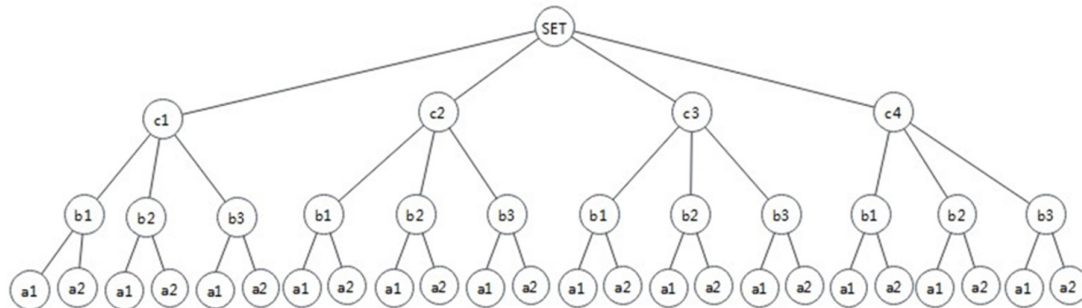 SET
c1 c2 c3 c4
b1 b2 b3 b1 b2 b3 b1 b2 b3 b1 b2 b3
a1 a2 a1 a2 a1 a2 a1 a2 a1 a2 a1 a2 a1 a2 a1 a2 a1 a2 a1 a2 a1 a2 a1 a2